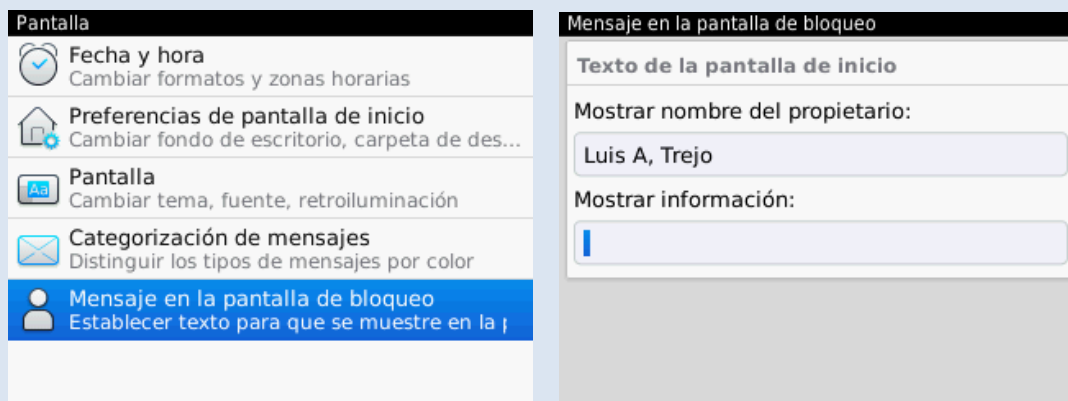 Pantalla
Fecha y hora
Cambiar formatos y zonas horarias
Preferencias de pantalla de inicio
Cambiar fondo de escritorio, carpeta de des...
Pantalla
Aa
Cambiar tema, fuente, retroiluminación
Categorización de mensajes
Distinguir los tipos de mensajes por color
Mensaje en la pantalla de bloqueo
Establecer texto para que se muestre en la
Mensaje en la pantalla de bloqueo
Texto de la pantalla de inicio
Mostrar nombre del propietario:
Luis A, Trejo
Mostrar información: